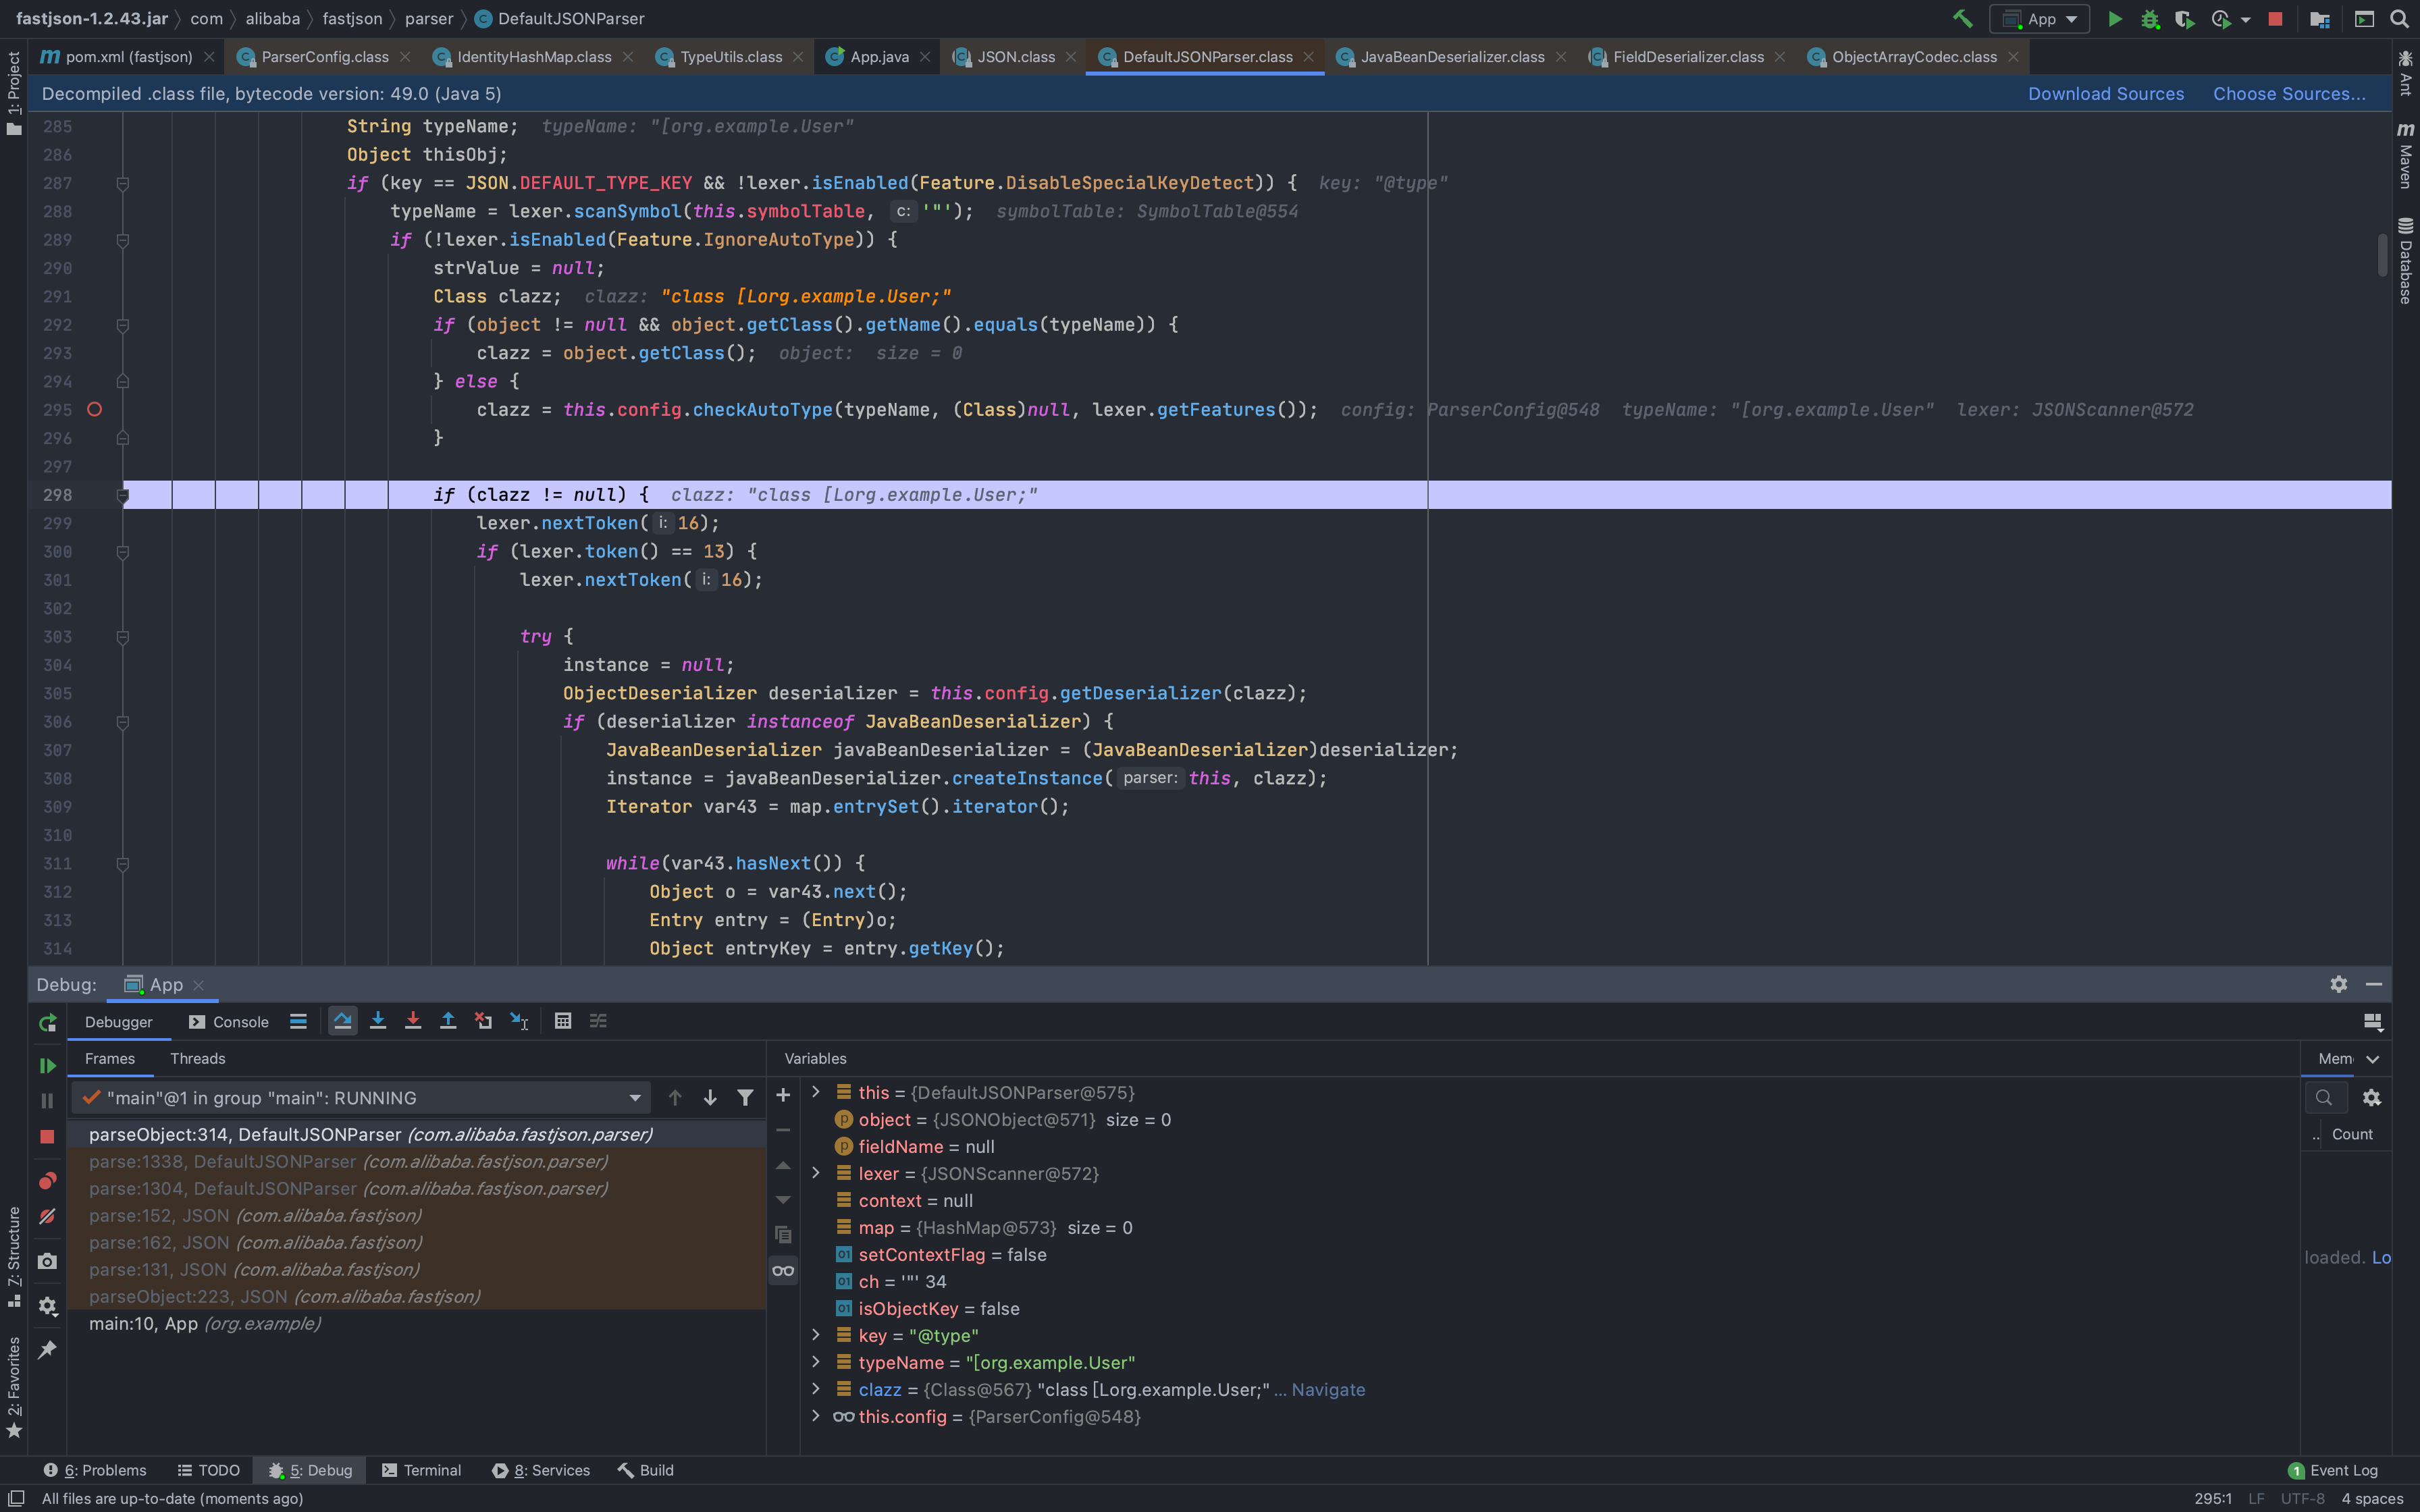 fastjson-1.2.43.jar com alibaba fastjson parser DefaultJSONParser
App
pom.xml (fastjson) ParserConfig.class IdentityHashMap.class TypeUtils.class App.java JSON.class DefaultJSONParser.class JavaBeanDeserializer.class FieldDeserializer.class ObjectArrayCodec.class
Decompiled .class file, bytecode version: 49.0 (Java 5) Download Sources Choose Sources...
1: Project
7: Structure
2: Favorites
Ant
Maven
Database
285 String typeName; typeName: "[org.example.User"
286 Object thisObj;
287 if (key == JSON.DEFAULT_TYPE_KEY && !lexer.isEnabled(Feature.DisableSpecialKeyDetect)) { key: "@type"
288 typeName = lexer.scanSymbol(this.symbolTable, c: '"'); symbolTable: SymbolTable@554
289 if (!lexer.isEnabled(Feature.IgnoreAutoType)) {
290 strValue = null;
291 Class clazz; clazz: "class [Lorg.example.User;"
292 if (object != null && object.getClass().getName().equals(typeName)) {
293 clazz = object.getClass(); object: size = 0
294 } else {
295 clazz = this.config.checkAutoType(typeName, (Class)null, lexer.getFeatures()); config: ParserConfig@548 typeName: "[org.example.User" lexer: JSONScanner@572
296 }
297
298 if (clazz != null) { clazz: "class [Lorg.example.User;"
299 lexer.nextToken( i: 16);
300 if (lexer.token() == 13) {
301 lexer.nextToken( i: 16);
302
303 try {
304 instance = null;
305 ObjectDeserializer deserializer = this.config.getDeserializer(clazz);
306 if (deserializer instanceof JavaBeanDeserializer) {
307 JavaBeanDeserializer javaBeanDeserializer = (JavaBeanDeserializer)deserializer;
308 instance = javaBeanDeserializer.createInstance( parser: this, clazz);
309 Iterator var43 = map.entrySet().iterator();
310
311 while(var43.hasNext()) {
312 Object o = var43.next();
313 Entry entry = (Entry)o;
314 Object entryKey = entry.getKey();
Debug: App
Debugger Console
Frames Threads
"main"@1 in group "main": RUNNING
parseObject:314, DefaultJSONParser (com.alibaba.fastjson.parser)
parse:1338, DefaultJSONParser (com.alibaba.fastjson.parser)
parse:1304, DefaultJSONParser (com.alibaba.fastjson.parser)
parse:152, JSON (com.alibaba.fastjson)
parse:162, JSON (com.alibaba.fastjson)
parse:131, JSON (com.alibaba.fastjson)
parseObject:223, JSON (com.alibaba.fastjson)
main:10, App (org.example)
Variables
this = {DefaultJSONParser@575}
object = {JSONObject@571} size = 0
fieldName = null
lexer = {JSONScanner@572}
context = null
map = {HashMap@573} size = 0
setContextFlag = false
ch = '"' 34
isObjectKey = false
key = "@type"
typeName = "[org.example.User"
clazz = {Class@567} "class [Lorg.example.User;" ... Navigate
this.config = {ParserConfig@548}
Mem
.. Count
loaded. Lo
6: Problems TODO 5: Debug Terminal 8: Services Build 1 Event Log
All files are up-to-date (moments ago) 295:1 LF UTF-8 4 spaces